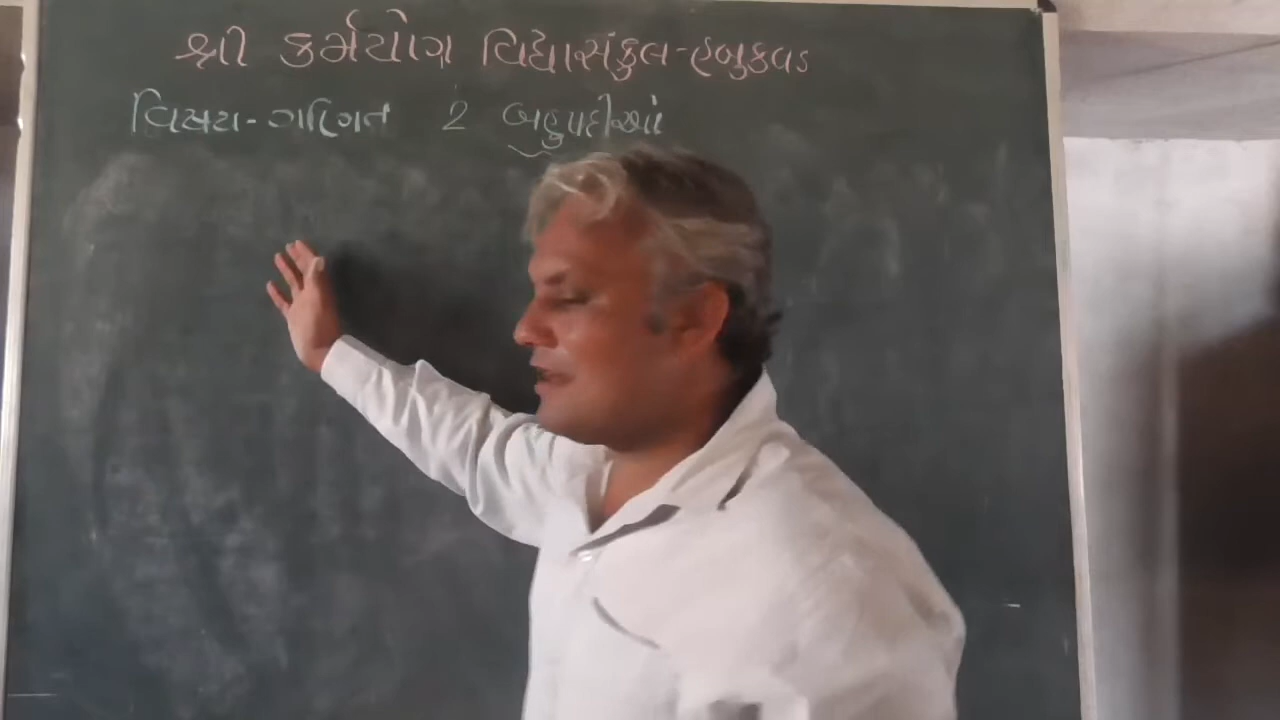 શ્રી કર્મયોગ વિદ્યાસંકુલ-હબુકવડ
વિષય-ગણિત 2 બહુપદીઓ